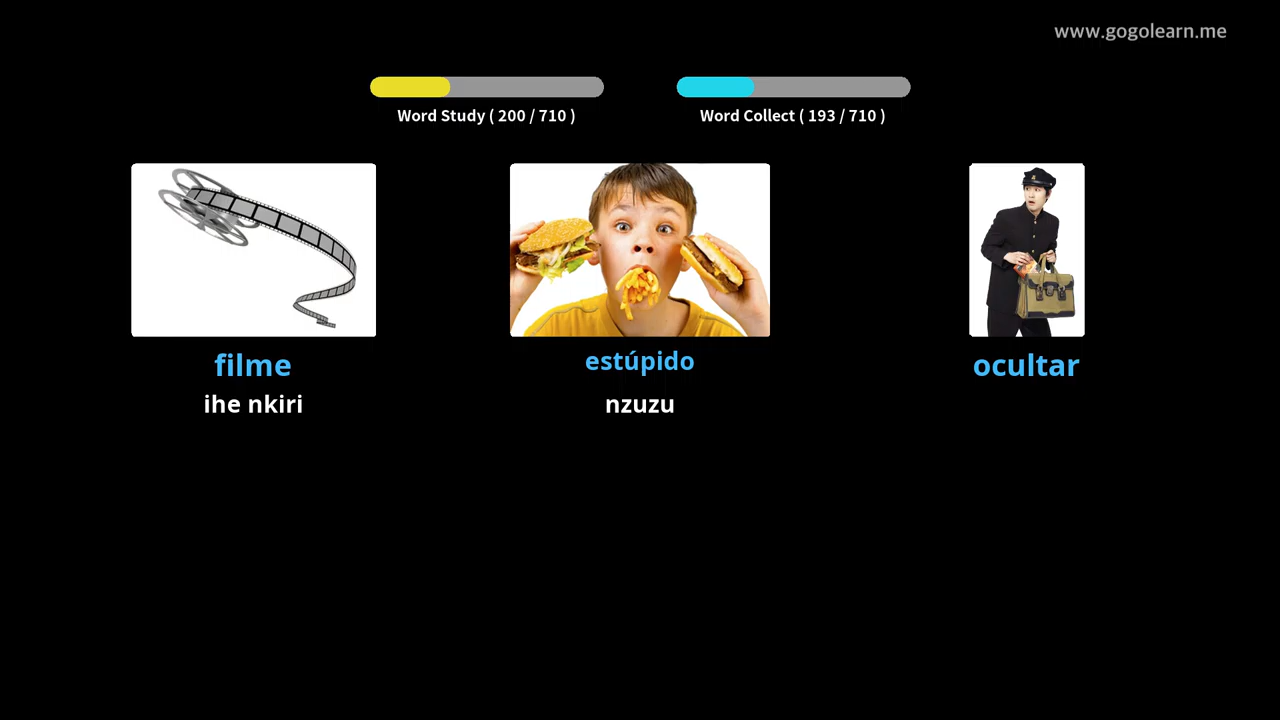 www.gogolearn.me
Word Study ( 200 / 710 )
Word Collect ( 193 / 710 )
filme
ihe nkiri
estúpido
nzuzu
ocultar